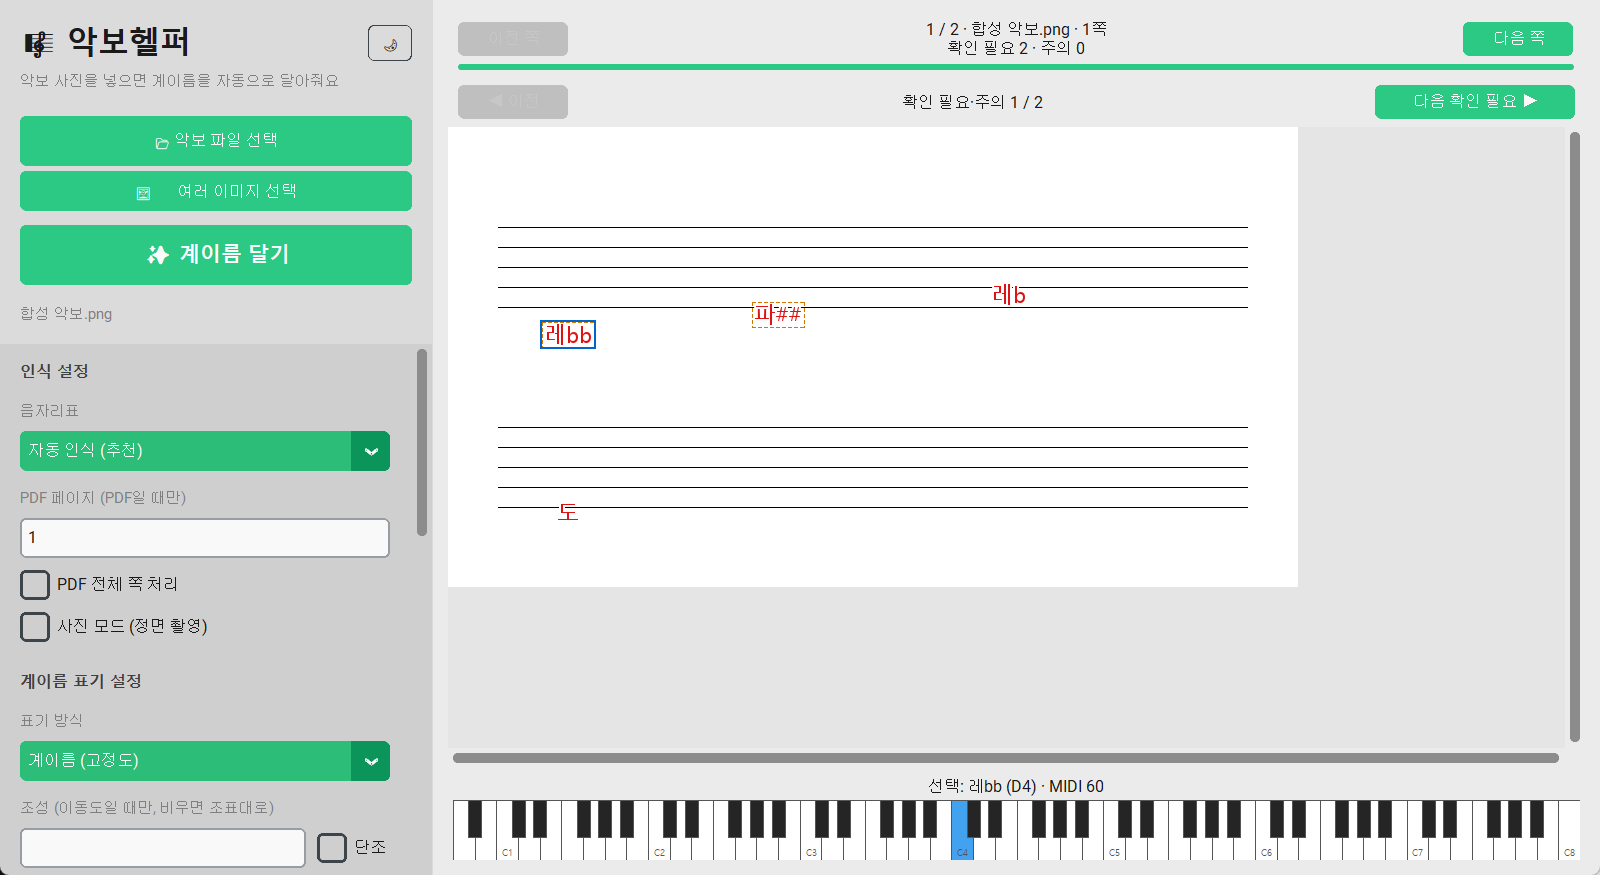 악보헬퍼
악보 사진을 넣으면 계이름을 자동으로 달아줘요
악보 파일 선택
여러 이미지 선택
계이름 달기
합성 악보.png
인식 설정
음자리표
자동 인식 (추천)
PDF 페이지 (PDF일 때만)
1
PDF 전체 쪽 처리
사진 모드 (정면 촬영)
계이름 표기 설정
표기 방식
계이름 (고정도)
조성 (이동도일 때만, 비우면 조표대로)
단조
이전 쪽
1 / 2 · 합성 악보.png · 1쪽
확인 필요 2 · 주의 0
다음 쪽
◀ 이전
확인 필요·주의 1 / 2
다음 확인 필요 ▶
레b
파##
레bb
도
선택: 레bb (D4) · MIDI 60
C1 C2 C3 C4 C5 C6 C7 C8